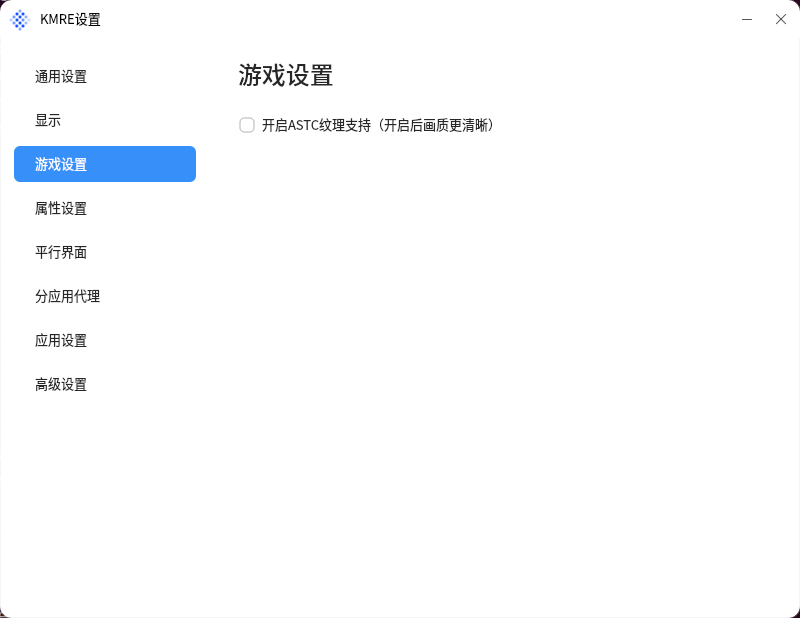 KMRE设置
通用设置
显示
游戏设置
属性设置
平行界面
分应用代理
应用设置
高级设置
游戏设置
开启ASTC纹理支持（开启后画质更清晰）